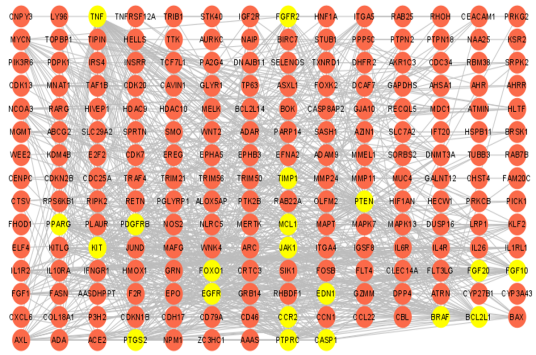 CNPY3 LY96 TNF TNFRSF12A TRIB1 STK40 IGF2R FGFR2 HNF1A ITGA5 RAB25 RHOH CEACAM1 PRKG2
MYCN TOPBP1 TIPIN HELLS TTK AURKC NAIP BIRC7 STUB1 PPP5C PTPN2 PTPN18 NAA25 KSR2
PIK3R6 PDPK1 IRS4 INSRR TCF7L1 PA2G4 DNAJB11 SELENOS TXNRD1 DHFR2 AKR1C3 CDC34 RBM38 SRPK2
CDK13 MNAT1 TAF1B CDK20 CAVIN1 GLYR1 TP63 ASXL1 FOXK2 DCAF7 GAPDHS AHSA1 AHR AHRR
NCOA3 RARG HIVEP1 HDAC9 HDAC10 MELK BCL2L14 BOK CASP8AP2 GJA10 RECQL5 MDC1 ATMIN HLTF
MGMT ABCG2 SLC29A2 SPRTN SMO WNT2 ADAR PARP14 SASH1 AZIN1 SLC7A2 IFT20 HSPB11 BRSK1
WEE2 KDM4B E2F2 CDK7 EREG EPHA5 EPHB3 EFNA2 ADAM9 MMEL1 SORBS2 DNMT3A TUBB3 RAB7B
CENPC CDKN2B CDC25A TRAF4 TRIM21 TRIM56 TRIM50 TIMP1 MMP24 MMP11 MUC4 GALNT12 CHST4 FAM20C
CTSV RPS6KB1 RIPK2 RETN PGLYRP1 ALOX5AP PTK2B RAB22A OLFM2 PTEN HIF1AN HECW1 PRKCB PICK1
FHOD1 PPARG PLAUR PDGFRB NOS2 NLRC5 MERTK MCL1 MAPT MAPK7 MAPK13 DUSP16 LRP1 KLF2
ELF4 KITLG KIT JUND MAFG WNK4 ARC JAK1 ITGA4 IGSF8 IL6R IL4R IL26 IL1RL1
IL1R2 IL10RA IFNGR1 HMOX1 GRN FOXO1 CRTC3 SIK1 FOSB FLT4 CLEC14A FLT3LG FGF20 FGF10
FGF1 FASN AASDHPPT F2R EPO EGFR GRB14 RHBDF1 EDN1 GZMM DPP4 ATRN CYP27B1 CYP3A43
CXCL6 COL18A1 P3H2 CDKN1B CDH17 CD79A CD46 CCR2 CCN1 CCL22 CBL BRAF BCL2L1 BAX
AXL ADA ACE2 PTGS2 NPM1 ZC3HC1 AAAS PTPRC CASP1